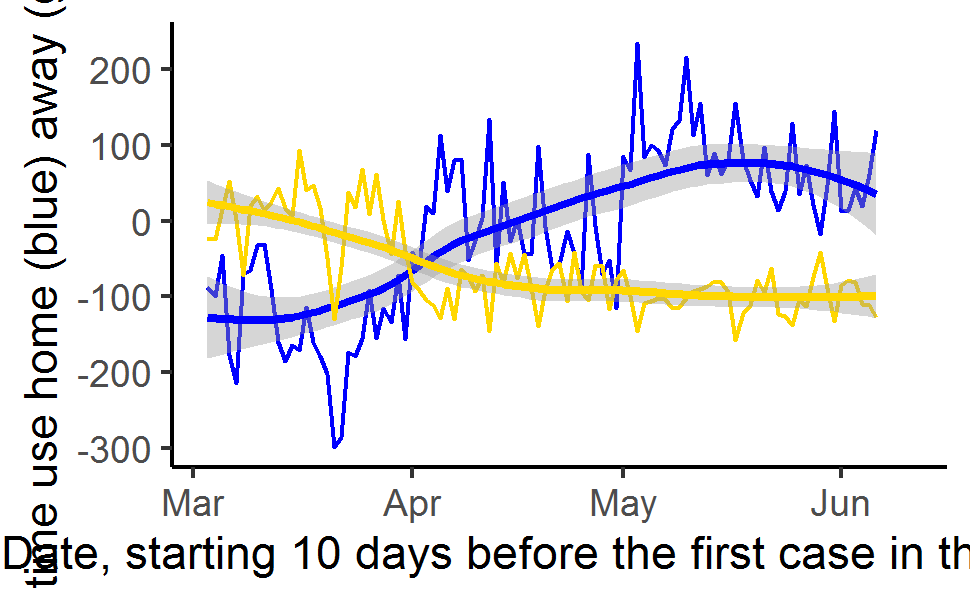 time use home (blue) away (
200
100
0
-100
-200
-300
Mar Apr May Jun
Date, starting 10 days before the first case in th